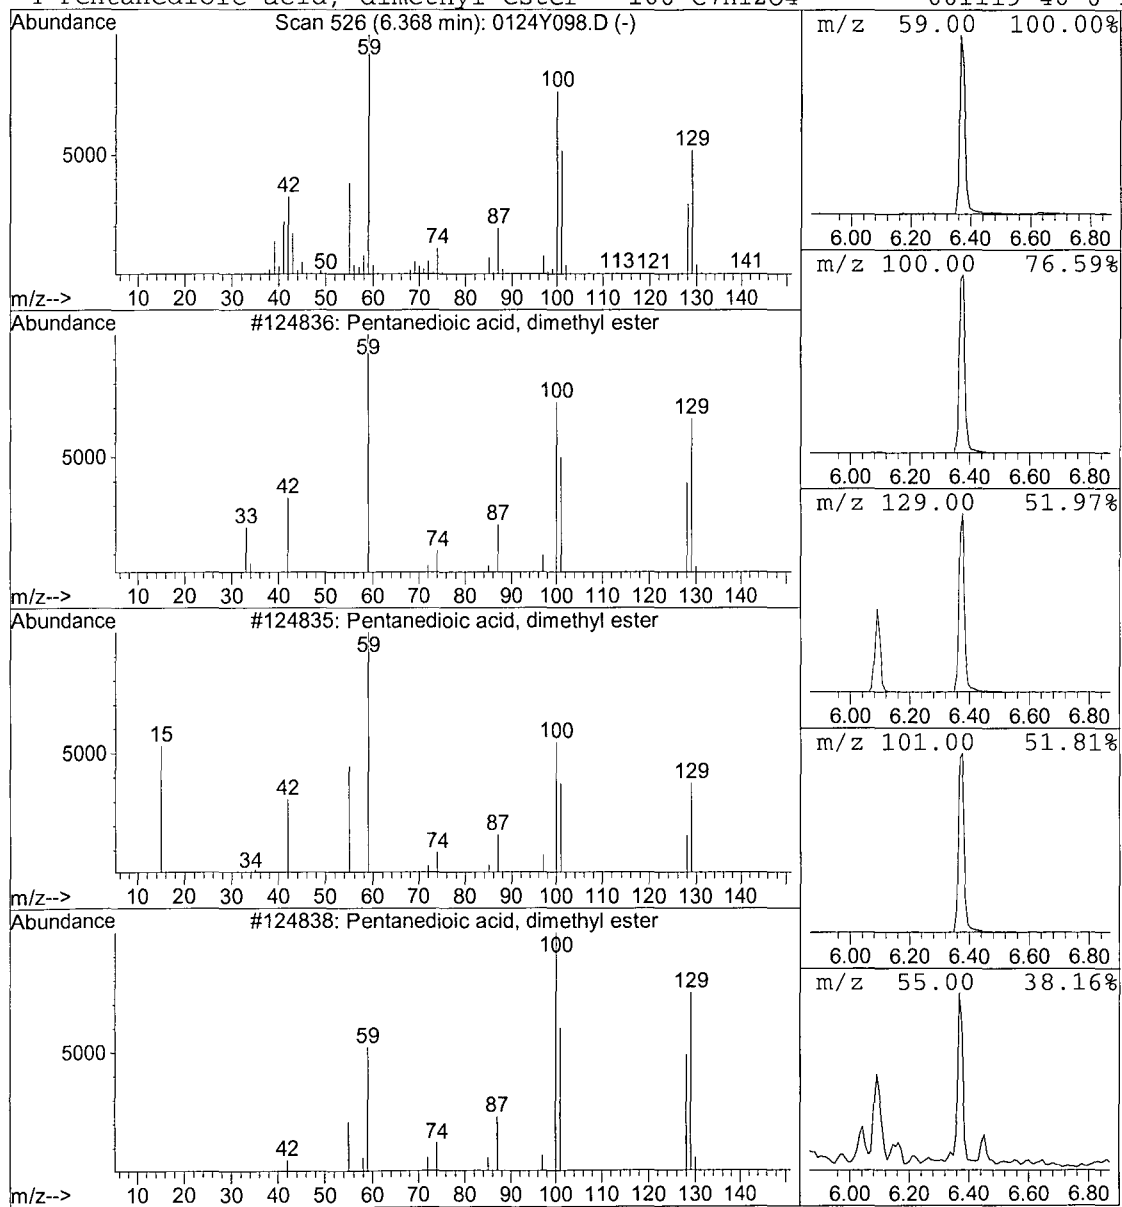 Pentanedioic acid, dimethyl ester 160 C7H12O4
Abundance Scan 526 (6.368 min): 0124Y098.D (-)
59
100
129
5000
42
87
74
50
113 121 141
m/z--> 10 20 30 40 50 60 70 80 90 100 110 120 130 140
Abundance #124836: Pentanedioic acid, dimethyl ester
59
100
129
5000
42
33
87
74
m/z--> 10 20 30 40 50 60 70 80 90 100 110 120 130 140
Abundance #124835: Pentanedioic acid, dimethyl ester
59
15
100
5000
129
42
87
74
34
m/z--> 10 20 30 40 50 60 70 80 90 100 110 120 130 140
Abundance #124838: Pentanedioic acid, dimethyl ester
100
129
59
5000
87
74
42
m/z--> 10 20 30 40 50 60 70 80 90 100 110 120 130 140
m/z 59.00 100.00%
6.00 6.20 6.40 6.60 6.80
m/z 100.00 76.59%
6.00 6.20 6.40 6.60 6.80
m/z 129.00 51.97%
6.00 6.20 6.40 6.60 6.80
m/z 101.00 51.81%
6.00 6.20 6.40 6.60 6.80
m/z 55.00 38.16%
6.00 6.20 6.40 6.60 6.80